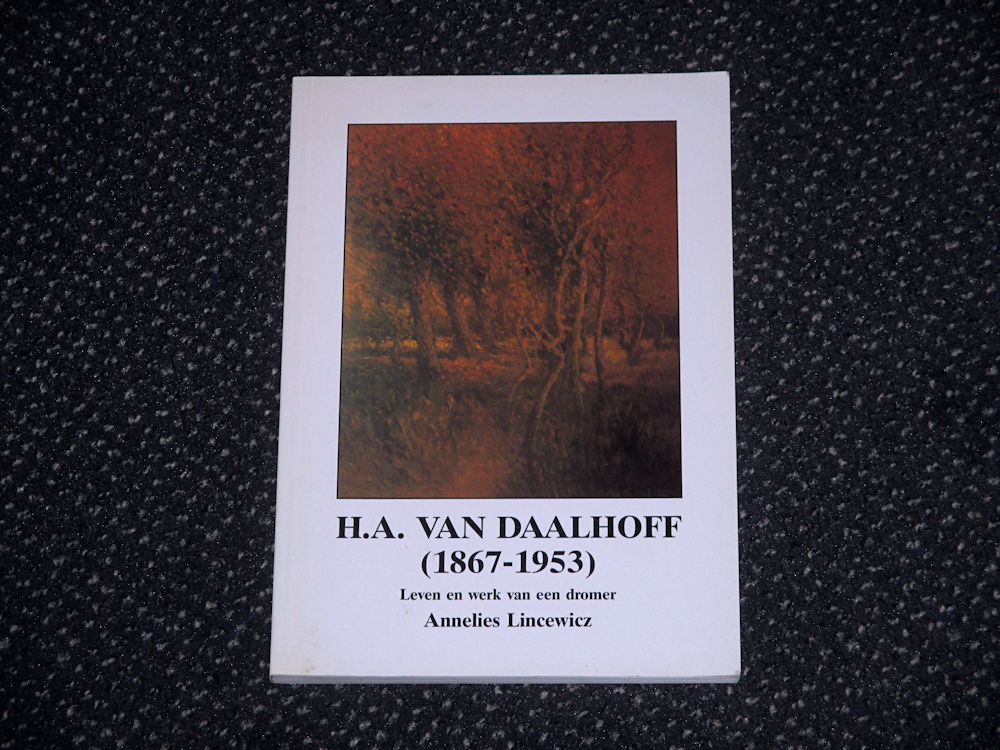 H.A. VAN DAALHOFF
(1867-1953)
Leven en werk van een dromer
Annelies Lincewicz